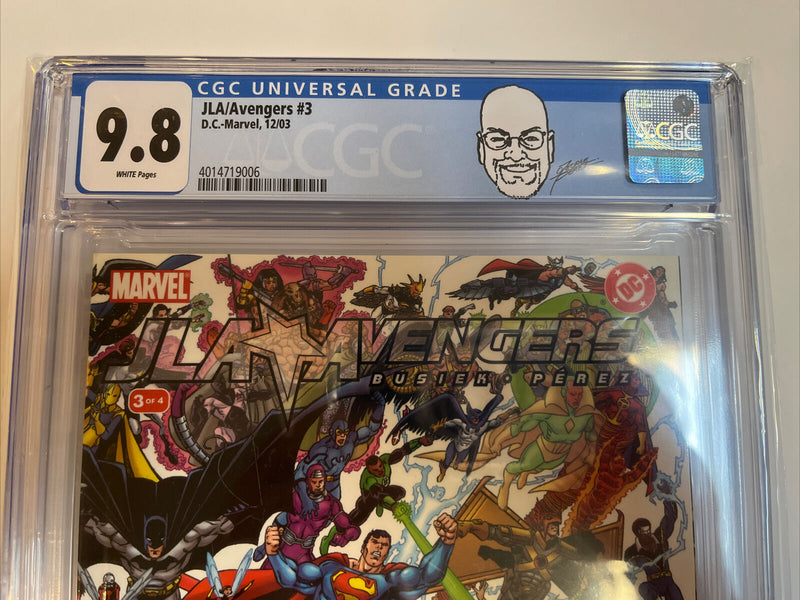 CGC UNIVERSAL GRADE
9.8
WHITE Pages
JLA/Avengers #3
D.C.-Marvel, 12/03
CGC
4014719006
CGC
MARVEL
DC
JLA AVENGERS
BUSIEK · PEREZ
3 OF 4